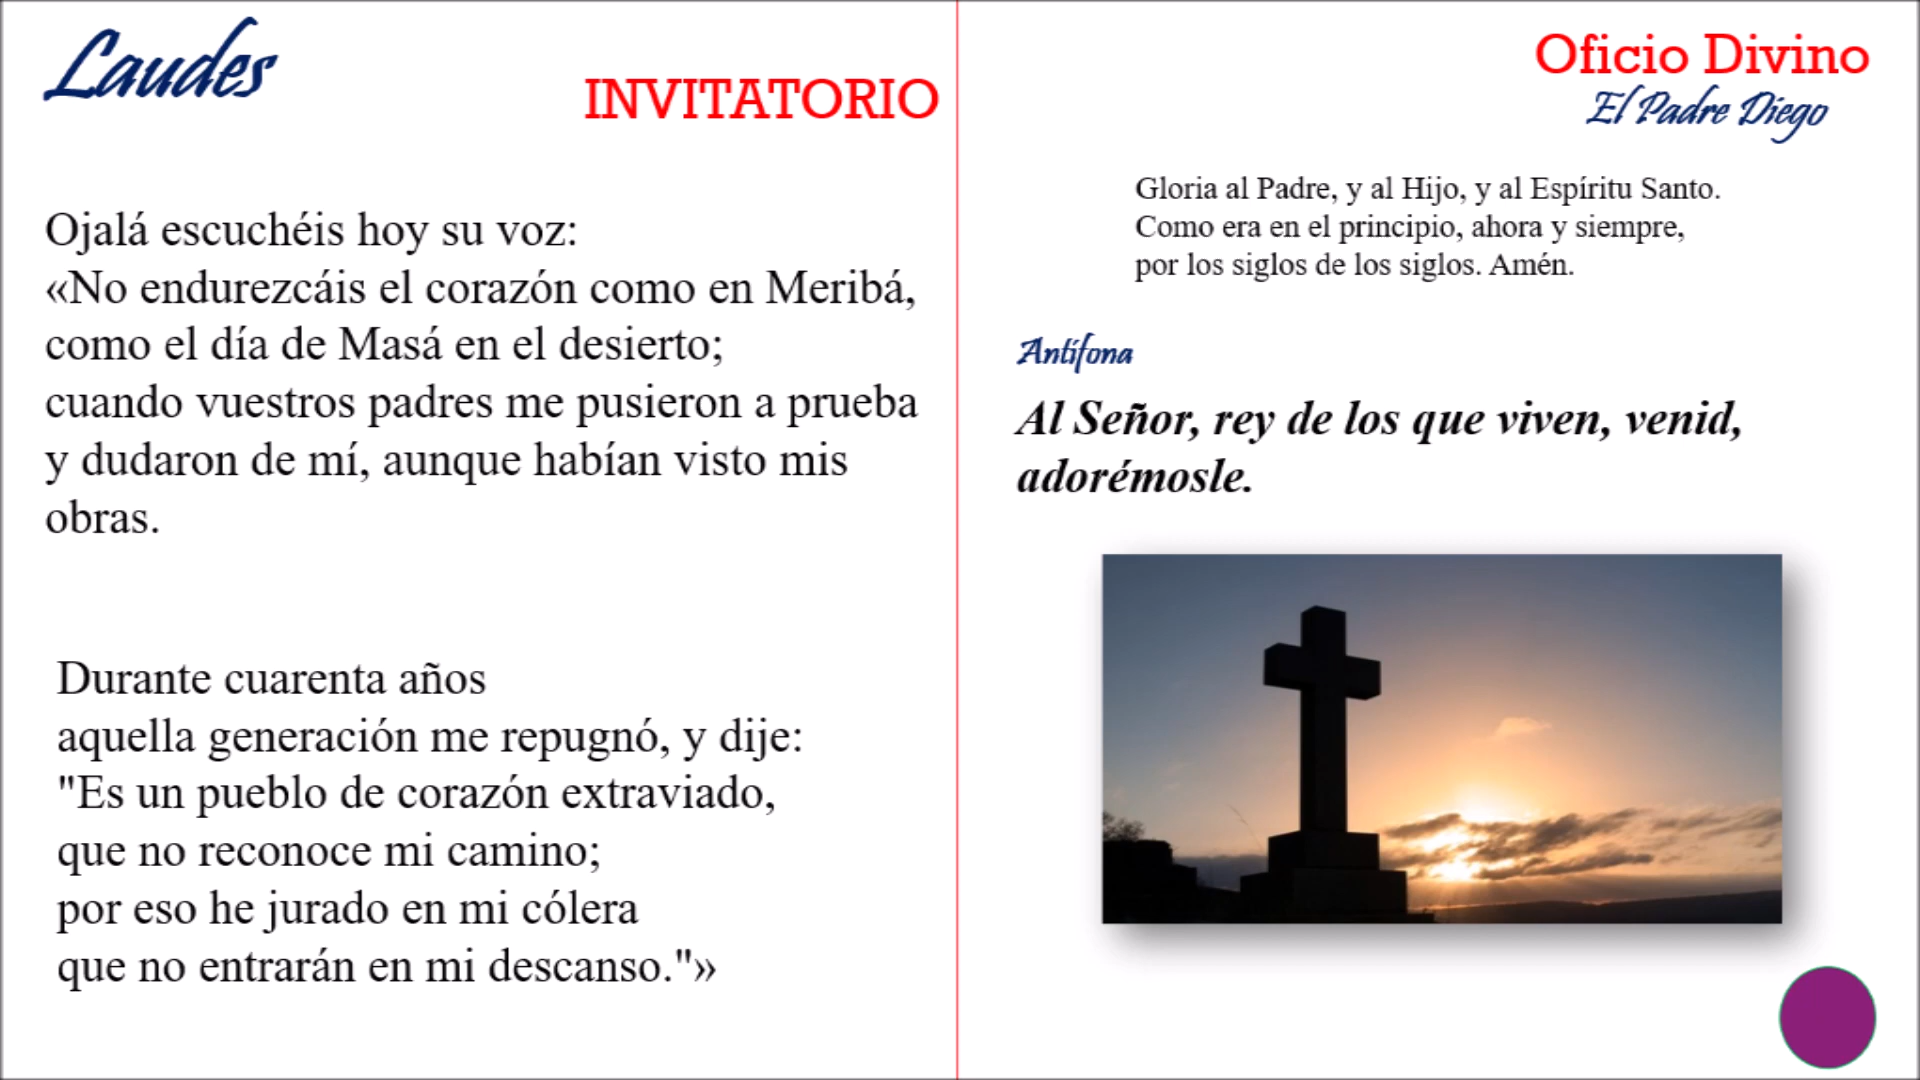 Laudes
INVITATORIO
Ojalá escuchéis hoy su voz:
«No endurezcáis el corazón como en Meribá,
como el día de Masá en el desierto;
cuando vuestros padres me pusieron a prueba
y dudaron de mí, aunque habían visto mis
obras.
Durante cuarenta años
aquella generación me repugnó, y dije:
"Es un pueblo de corazón extraviado,
que no reconoce mi camino;
por eso he jurado en mi cólera
que no entrarán en mi descanso."»
Oficio Divino
El Padre Diego
Gloria al Padre, y al Hijo, y al Espíritu Santo.
Como era en el principio, ahora y siempre,
por los siglos de los siglos. Amén.
Antífona
Al Señor, rey de los que viven, venid,
adorémosle.